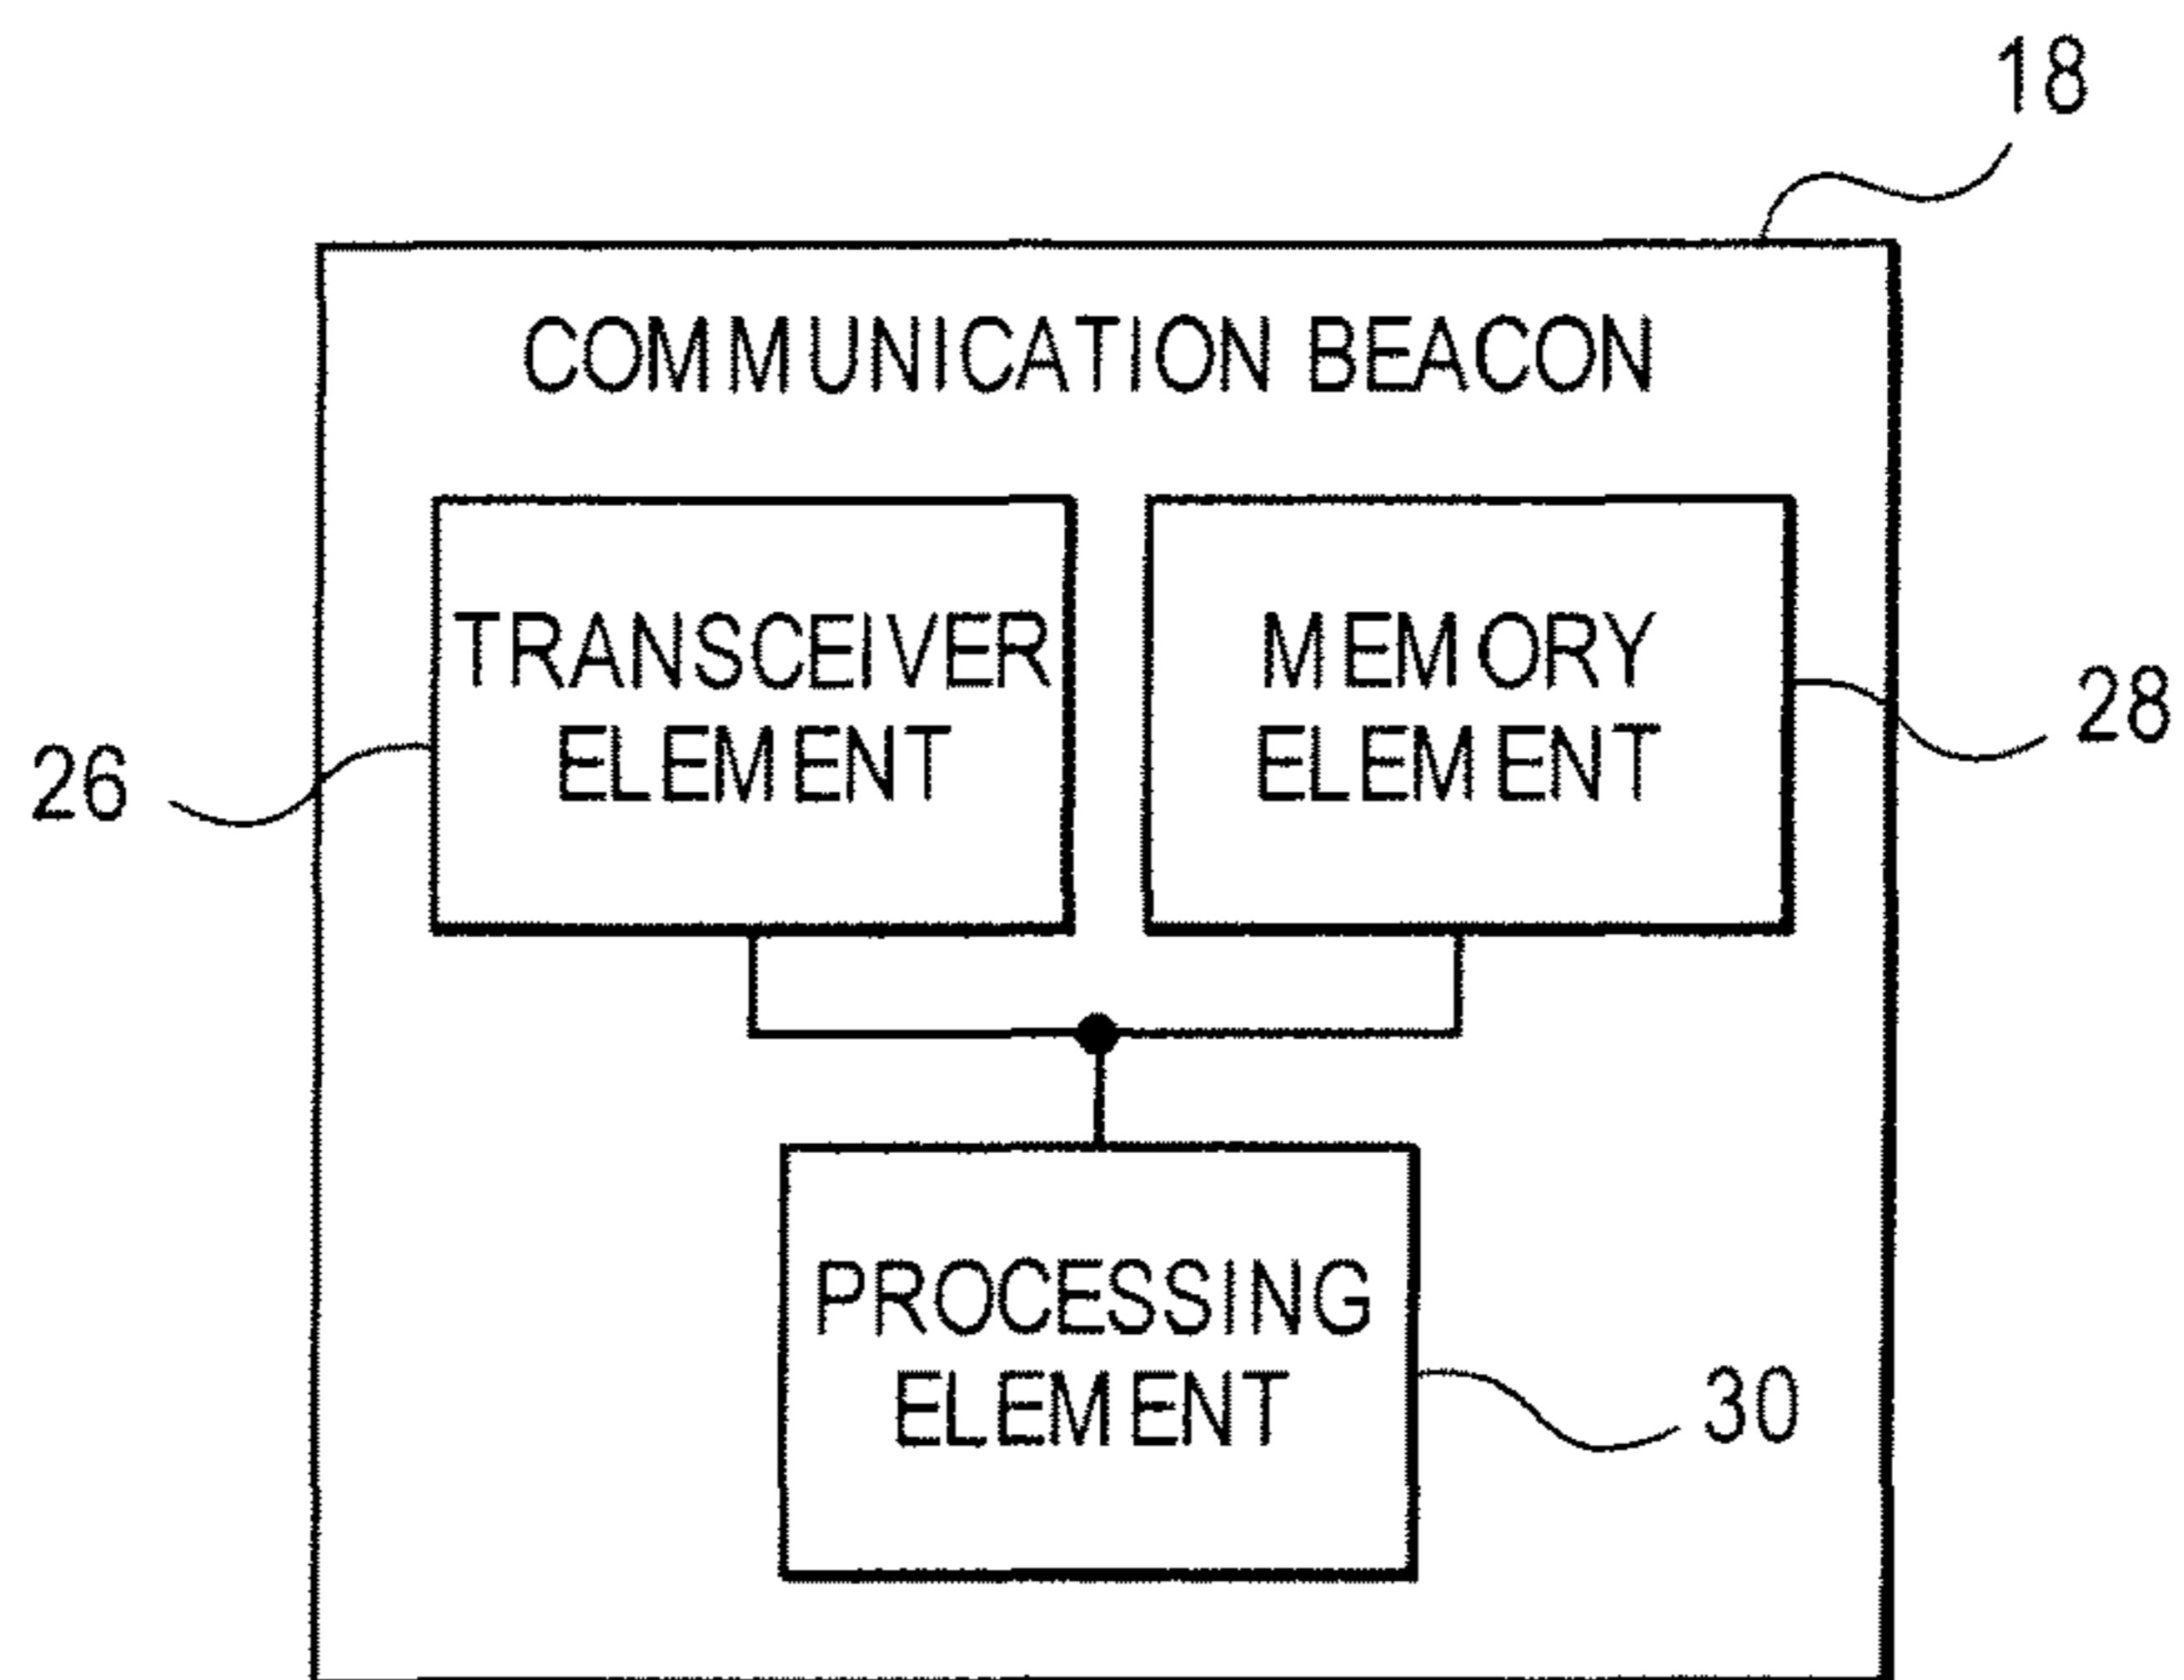 18
COMMUNICATION BEACON
TRANSCEIVER
ELEMENT
MEMORY
ELEMENT
26
28
PROCESSING
ELEMENT
30